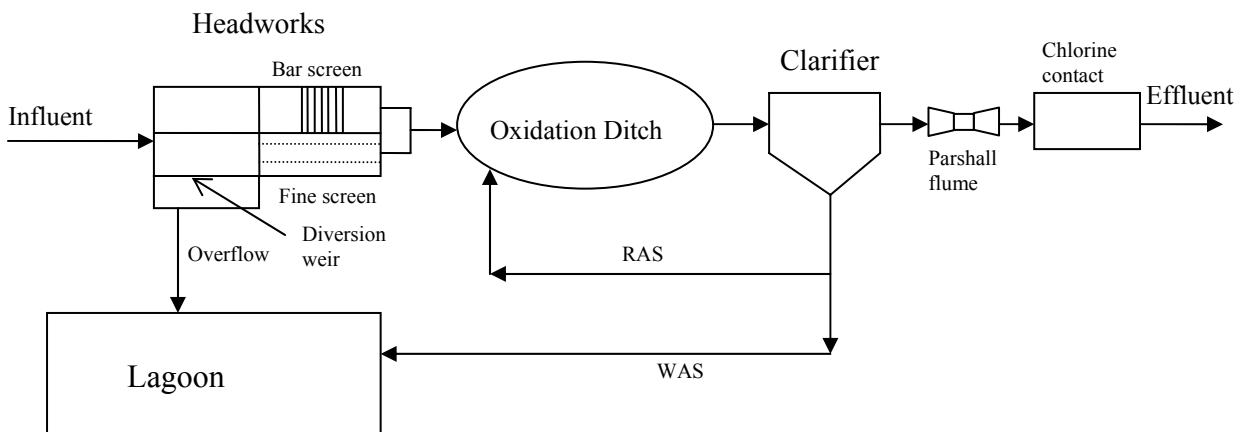 Headworks
Bar screen
Influent
Fine screen
Diversion
weir
Overflow
Oxidation Ditch
Clarifier
Parshall
flume
Chlorine
contact
Effluent
RAS
WAS
Lagoon